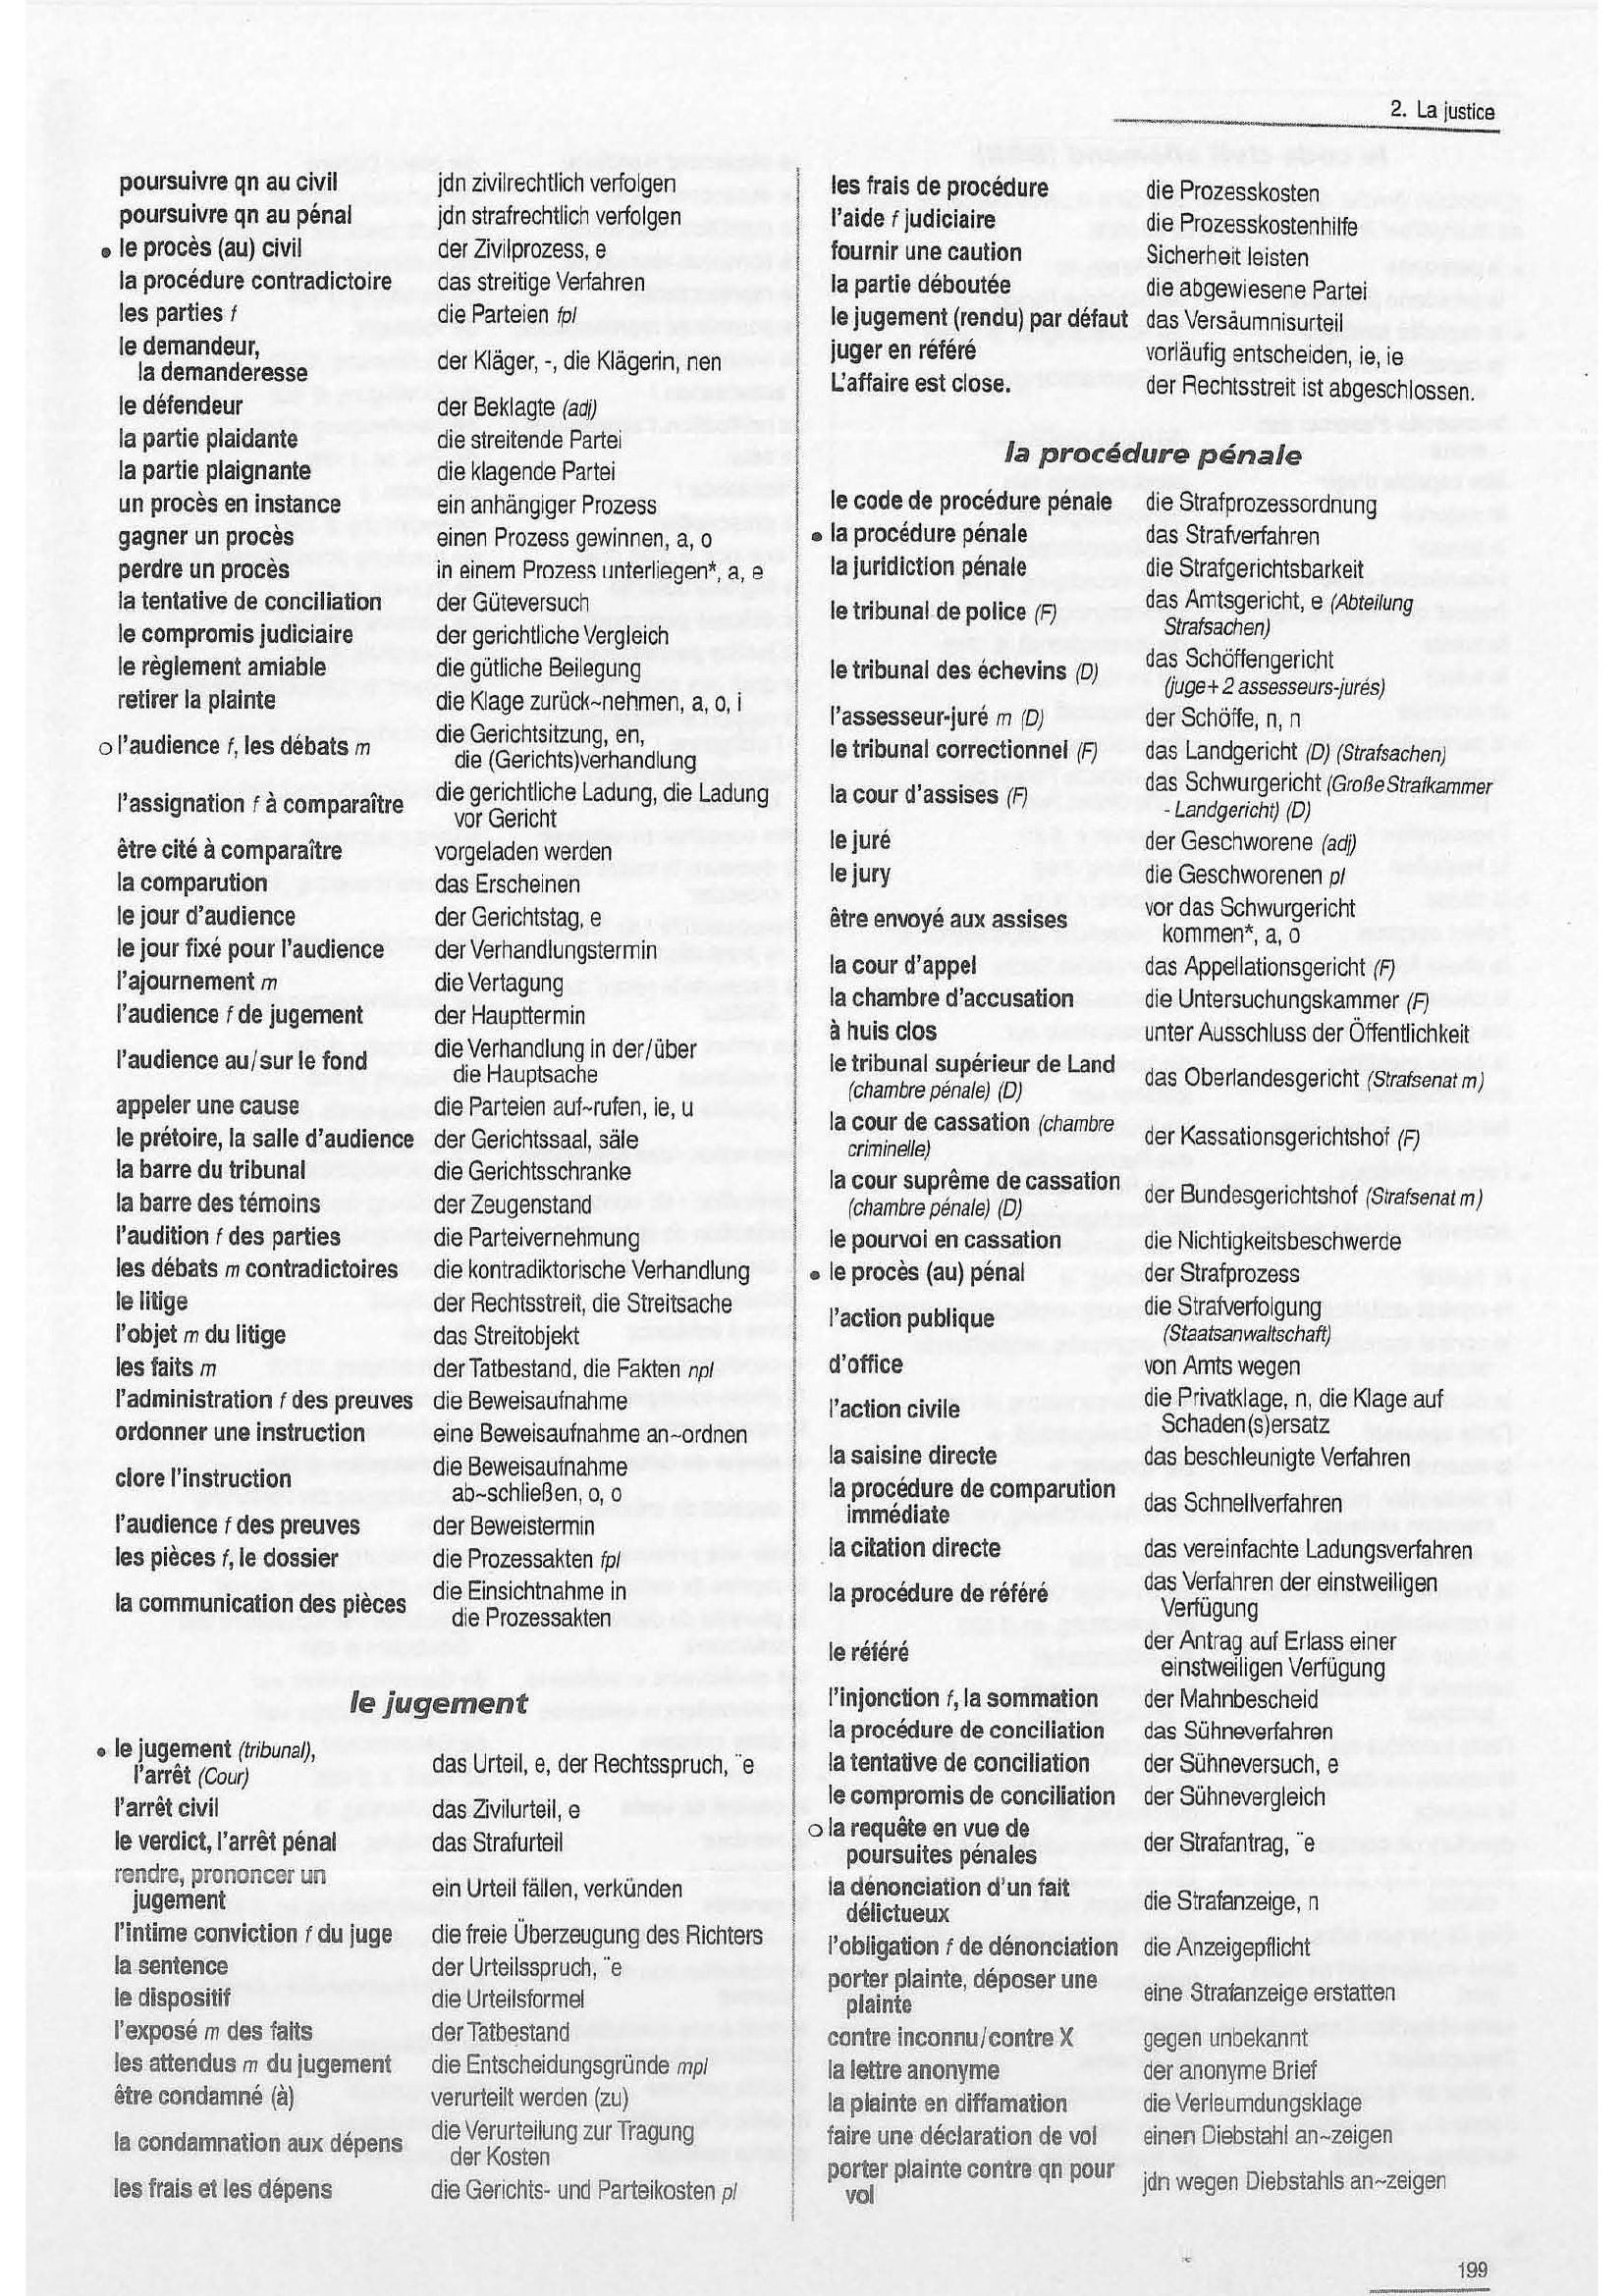 2. La justice
poursuivre qn au civil jdn zivilrechtlich verfolgen
poursuivre qn au pénal jdn strafrechtlich verfolgen
• le procès (au) civil der Zivilprozess, e
la procédure contradictoire das streitige Verfahren
les parties f die Parteien fpl
le demandeur,
la demanderesse der Kläger, -, die Klägerin, nen
le défendeur der Beklagte (adj)
la partie plaidante die streitende Partei
la partie plaignante die klagende Partei
un procès en instance ein anhängiger Prozess
gagner un procès einen Prozess gewinnen, a, o
perdre un procès in einem Prozess unterliegen*, a, e
la tentative de conciliation der Güteversuch
le compromis judiciaire der gerichtliche Vergleich
le règlement amiable die gütliche Beilegung
retirer la plainte die Klage zurück~nehmen, a, o, i
o l'audience f, les débats m die Gerichtsitzung, en,
die (Gerichts)verhandlung
l'assignation f à comparaître die gerichtliche Ladung, die Ladung
vor Gericht
être cité à comparaître vorgeladen werden
la comparution das Erscheinen
le jour d'audience der Gerichtstag, e
le jour fixé pour l'audience der Verhandlungstermin
l'ajournement m die Vertagung
l'audience f de jugement der Haupttermin
l'audience au/sur le fond die Verhandlung in der/über
die Hauptsache
appeler une cause die Parteien auf~rufen, ie, u
le prétoire, la salle d'audience der Gerichtssaal, säle
la barre du tribunal die Gerichtsschranke
la barre des témoins der Zeugenstand
l'audition f des parties die Parteivernehmung
les débats m contradictoires die kontradiktorische Verhandlung
le litige der Rechtsstreit, die Streitsache
l'objet m du litige das Streitobjekt
les faits m der Tatbestand, die Fakten npl
l'administration f des preuves die Beweisaufnahme
ordonner une instruction eine Beweisaufnahme an~ordnen
clore l'instruction die Beweisaufnahme
ab~schließen, o, o
l'audience f des preuves der Beweistermin
les pièces f, le dossier die Prozessakten fpl
la communication des pièces die Einsichtnahme in
die Prozessakten
le jugement
• le jugement (tribunal),
l'arrêt (Cour) das Urteil, e, der Rechtsspruch, ¨e
l'arrêt civil das Zivilurteil, e
le verdict, l'arrêt pénal das Strafurteil
rendre, prononcer un
jugement ein Urteil fällen, verkünden
l'intime conviction f du juge die freie Überzeugung des Richters
la sentence der Urteilsspruch, ¨e
le dispositif die Urteilsformel
l'exposé m des faits der Tatbestand
les attendus m du jugement die Entscheidungsgründe mpl
être condamné (à) verurteilt werden (zu)
la condamnation aux dépens die Verurteilung zur Tragung
der Kosten
les frais et les dépens die Gerichts- und Parteikosten pl
les frais de procédure die Prozesskosten
l'aide f judiciaire die Prozesskostenhilfe
fournir une caution Sicherheit leisten
la partie déboutée die abgewiesene Partei
le jugement (rendu) par défaut das Versäumnisurteil
juger en référé vorläufig entscheiden, ie, ie
L'affaire est close. der Rechtsstreit ist abgeschlossen.
la procédure pénale
le code de procédure pénale die Strafprozessordnung
• la procédure pénale das Strafverfahren
la juridiction pénale die Strafgerichtsbarkeit
le tribunal de police (F) das Amtsgericht, e (Abteilung
Strafsachen)
le tribunal des échevins (D) das Schöffengericht
(juge+2 assesseurs-jurés)
l'assesseur-juré m (D) der Schöffe, n, n
le tribunal correctionnel (F) das Landgericht (D) (Strafsachen)
la cour d'assises (F) das Schwurgericht (Große Strafkammer
- Landgericht) (D)
le juré der Geschworene (adj)
le jury die Geschworenen pl
être envoyé aux assises vor das Schwurgericht
kommen*, a, o
la cour d'appel das Appellationsgericht (F)
la chambre d'accusation die Untersuchungskammer (F)
à huis clos unter Ausschluss der Öffentlichkeit
le tribunal supérieur de Land
(chambre pénale) (D) das Oberlandesgericht (Strafsenat m)
la cour de cassation (chambre
criminelle) der Kassationsgerichtshof (F)
la cour suprême de cassation
(chambre pénale) (D) der Bundesgerichtshof (Strafsenat m)
le pourvoi en cassation die Nichtigkeitsbeschwerde
• le procès (au) pénal der Strafprozess
l'action publique die Strafverfolgung
(Staatsanwaltschaft)
d'office von Amts wegen
l'action civile die Privatklage, n, die Klage auf
Schaden(s)ersatz
la saisine directe das beschleunigte Verfahren
la procédure de comparution
immédiate das Schnellverfahren
la citation directe das vereinfachte Ladungsverfahren
la procédure de référé das Verfahren der einstweiligen
Verfügung
le référé der Antrag auf Erlass einer
einstweiligen Verfügung
l'injonction f, la sommation der Mahnbescheid
la procédure de conciliation das Sühneverfahren
la tentative de conciliation der Sühneversuch, e
le compromis de conciliation der Sühnevergleich
o la requête en vue de
poursuites pénales der Strafantrag, ¨e
la dénonciation d'un fait
délictueux die Strafanzeige, n
l'obligation f de dénonciation die Anzeigepflicht
porter plainte, déposer une
plainte eine Strafanzeige erstatten
contre inconnu/contre X gegen unbekannt
la lettre anonyme der anonyme Brief
la plainte en diffamation die Verleumdungsklage
faire une déclaration de vol einen Diebstahl an~zeigen
porter plainte contre qn pour
vol jdn wegen Diebstahls an~zeigen
199